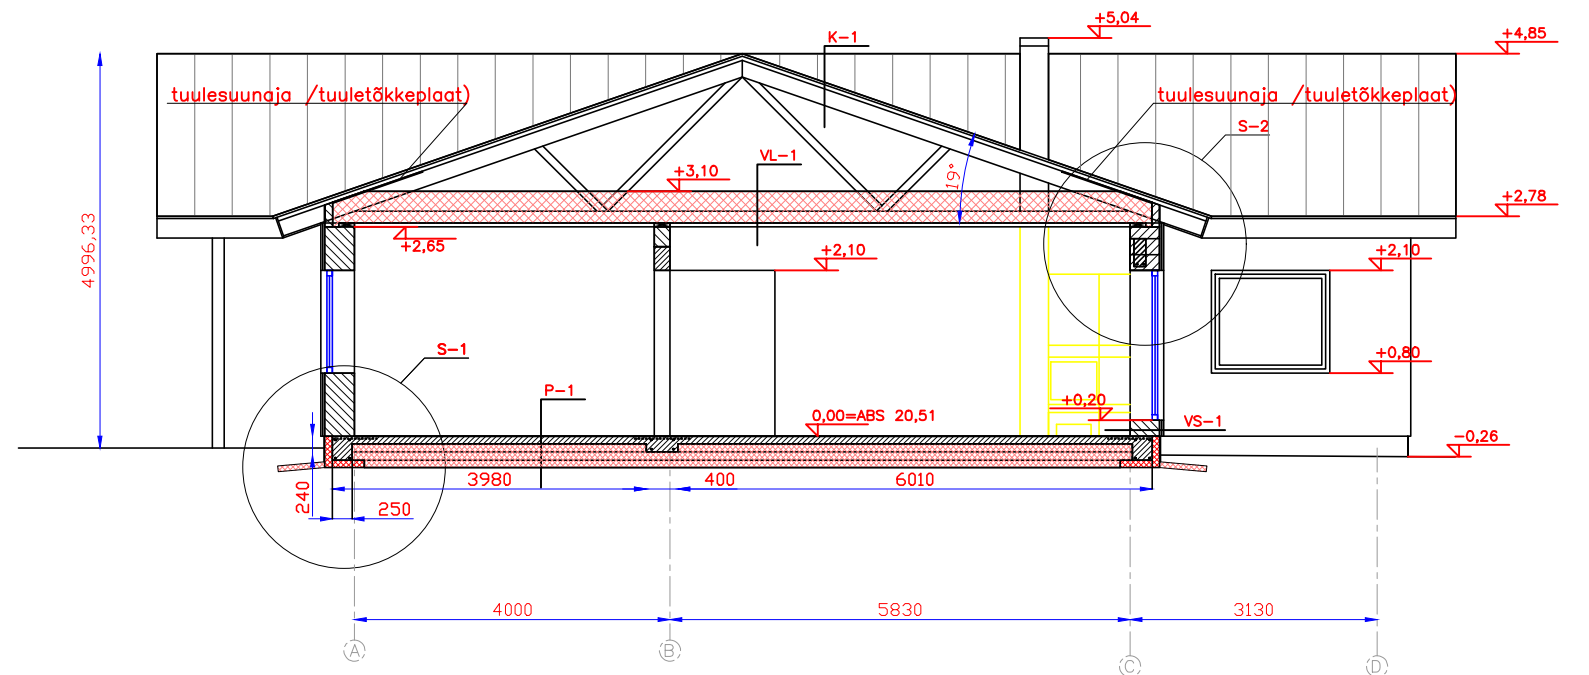 +5,04
K-1
+4,85
tuulesuunaja /tuuletõkkeplaat)
tuulesuunaja /tuuletõkkeplaat)
S-2
VL-1
+3,10
19°
+2,78
+2,65
+2,10
+2,10
4996,33
S-1
+0,80
P-1
+0,20
0,00=ABS 20,51
VS-1
-0,26
3980
400
6010
240
250
4000
5830
3130
A
B
C
D